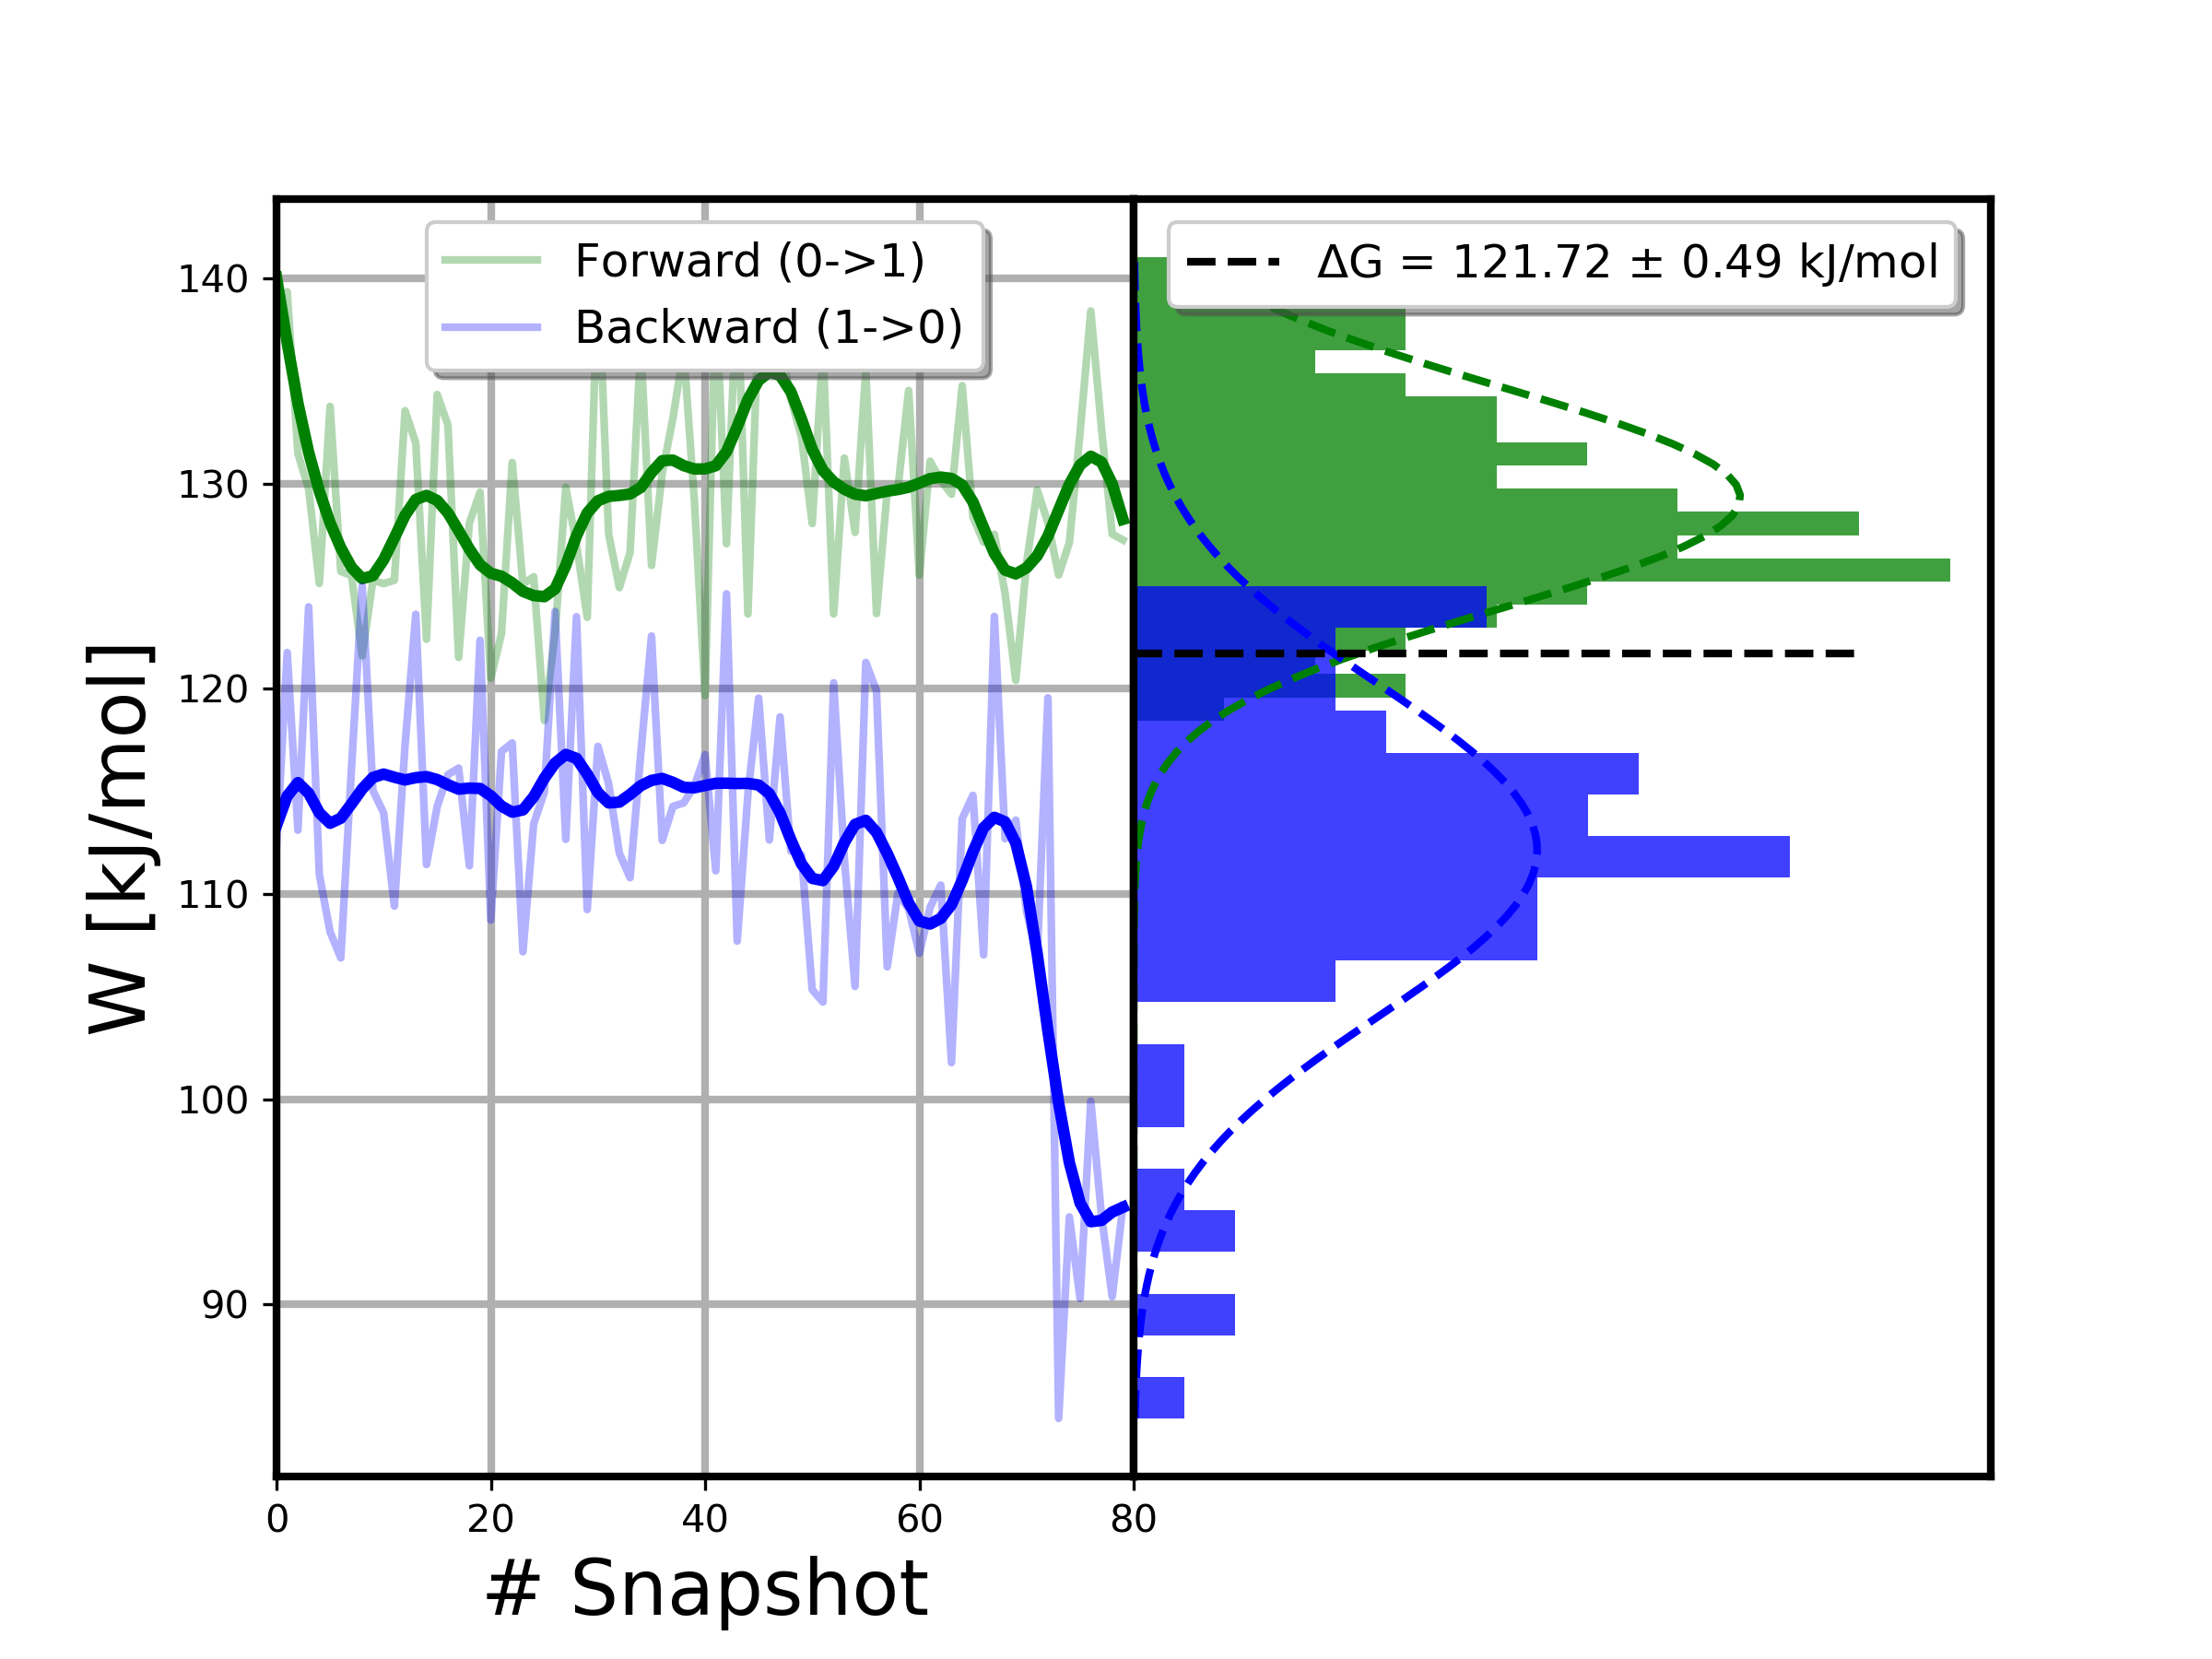 Forward (0->1)
Backward (1->0)
ΔG = 121.72 ± 0.49 kJ/mol
W [kJ/mol]
140
130
120
110
100
90
0 20 40 60 80
# Snapshot